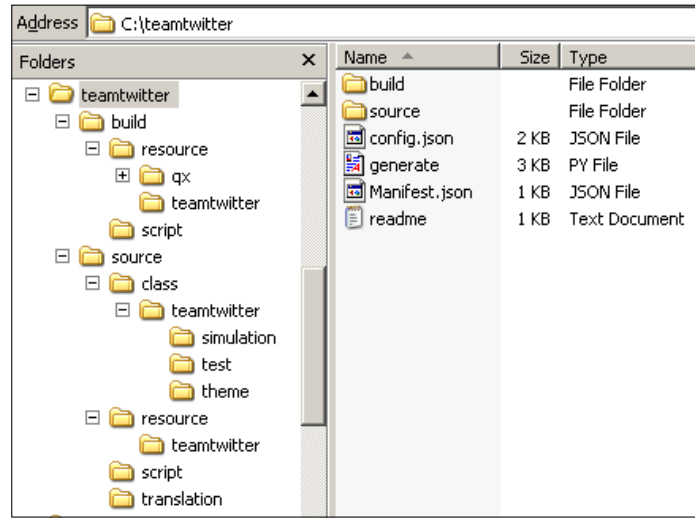 Address C:\teamtwitter
Folders x
teamtwitter
build
resource
qx
teamtwitter
script
source
class
teamtwitter
simulation
test
theme
resource
teamtwitter
script
translation
Name Size Type
build File Folder
source File Folder
config.json 2 KB JSON File
generate 3 KB PY File
Manifest.json 1 KB JSON File
readme 1 KB Text Document